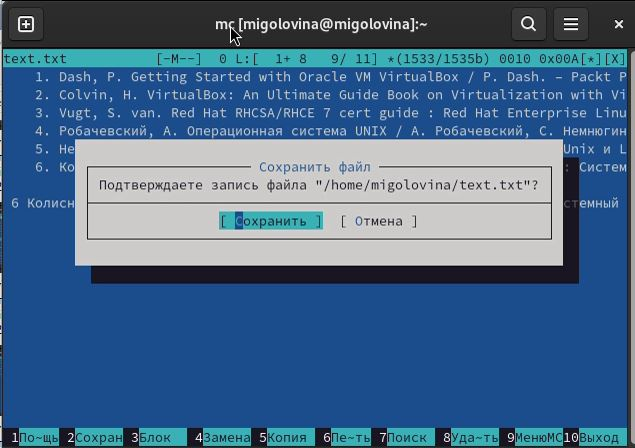 mc [migolovina@migolovina]:~
text.txt [-M--] 0 L:[ 1+ 8 9/ 11] *(1533/1535b) 0010 0x00A[*][X]
1. Dash, P. Getting Started with Oracle VM VirtualBox / P. Dash. – Packt P
2. Colvin, H. VirtualBox: An Ultimate Guide Book on Virtualization with Vi
3. Vugt, S. van. Red Hat RHCSA/RHCE 7 cert guide : Red Hat Enterprise Linu
4. Робачевский, А. Операционная система UNIX / А. Робачевский, С. Немнюгин
5. Не Unix и L
6. Ко : Систем
6 Колисн стемный
Сохранить файл
Подтверждаете запись файла "/home/migolovina/text.txt"?
[ Сохранить ] [ Отмена ]
1По~щь 2Сохран 3Блок 4Замена 5Копия 6Пе~ть 7Поиск 8Уда~ть 9МенюMC 10Выход